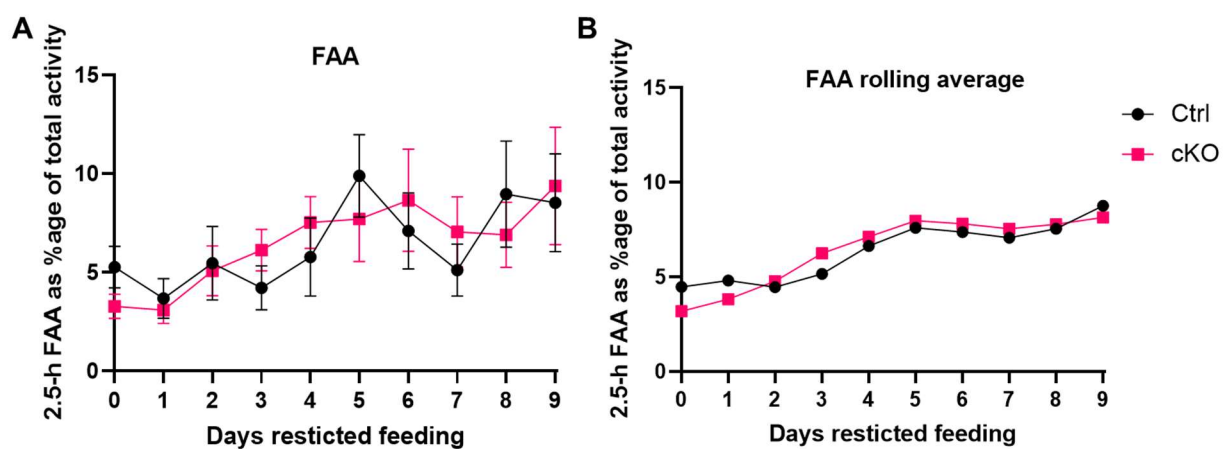 A
FAA
2.5-h FAA as %age of total activity
15
10
5
0
0 1 2 3 4 5 6 7 8 9
Days resticted feeding
B
FAA rolling average
2.5-h FAA as %age of total activity
15
10
5
0
0 1 2 3 4 5 6 7 8 9
Days resticted feeding
Ctrl
cKO